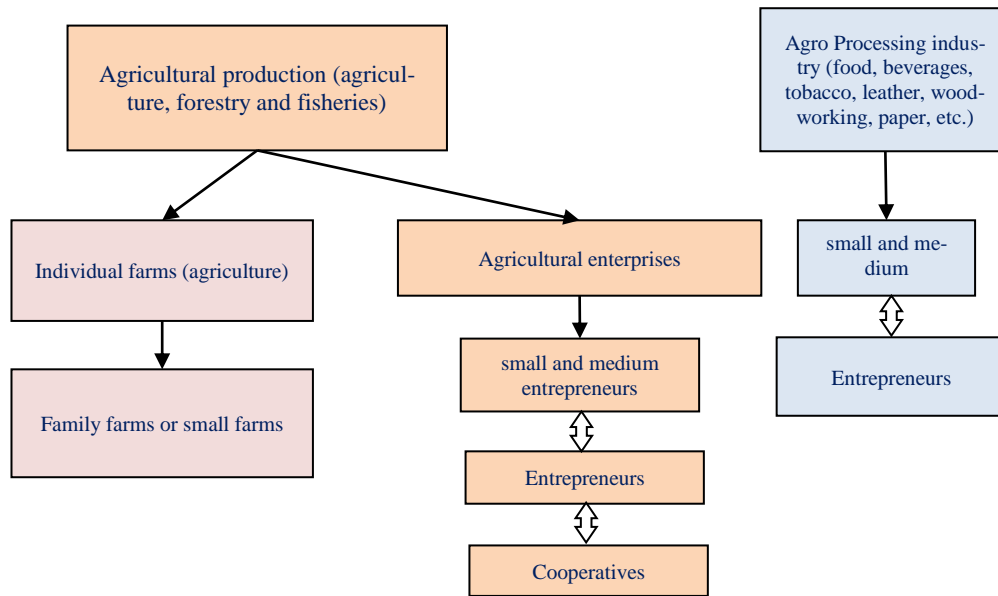 Agricultural production (agricul-
ture, forestry and fisheries)
Agro Processing indus-
try (food, beverages,
tobacco, leather, wood-
working, paper, etc.)
Individual farms (agriculture)
Agricultural enterprises
small and me-
dium
Family farms or small farms
small and medium
entrepreneurs
Entrepreneurs
Entrepreneurs
Cooperatives